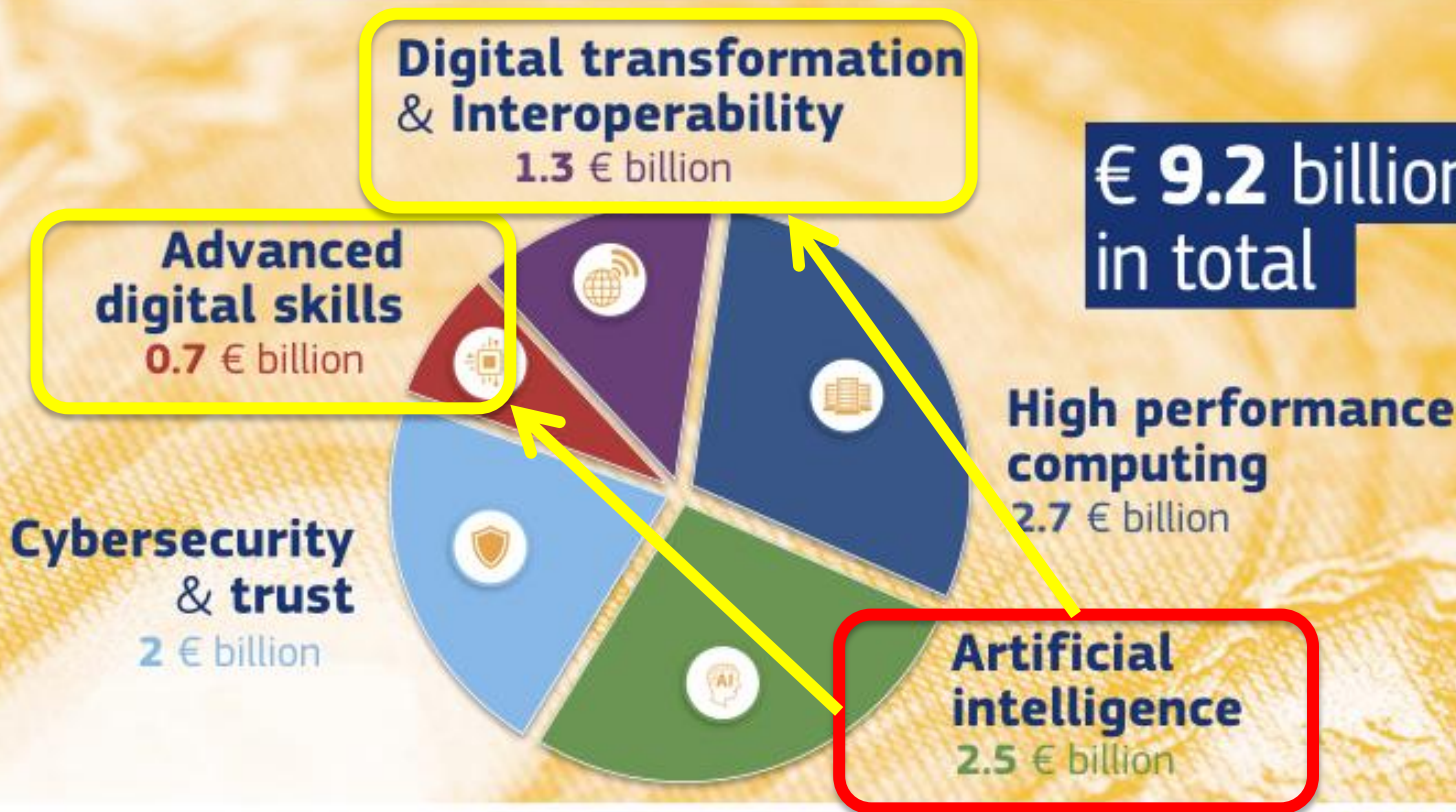 Digital transformation
& Interoperability
1.3 € billion
€ 9.2 billion
in total
Advanced
digital skills
0.7 € billion
High performance
computing
2.7 € billion
Cybersecurity
& trust
2 € billion
AI
Artificial
intelligence
2.5 € billion